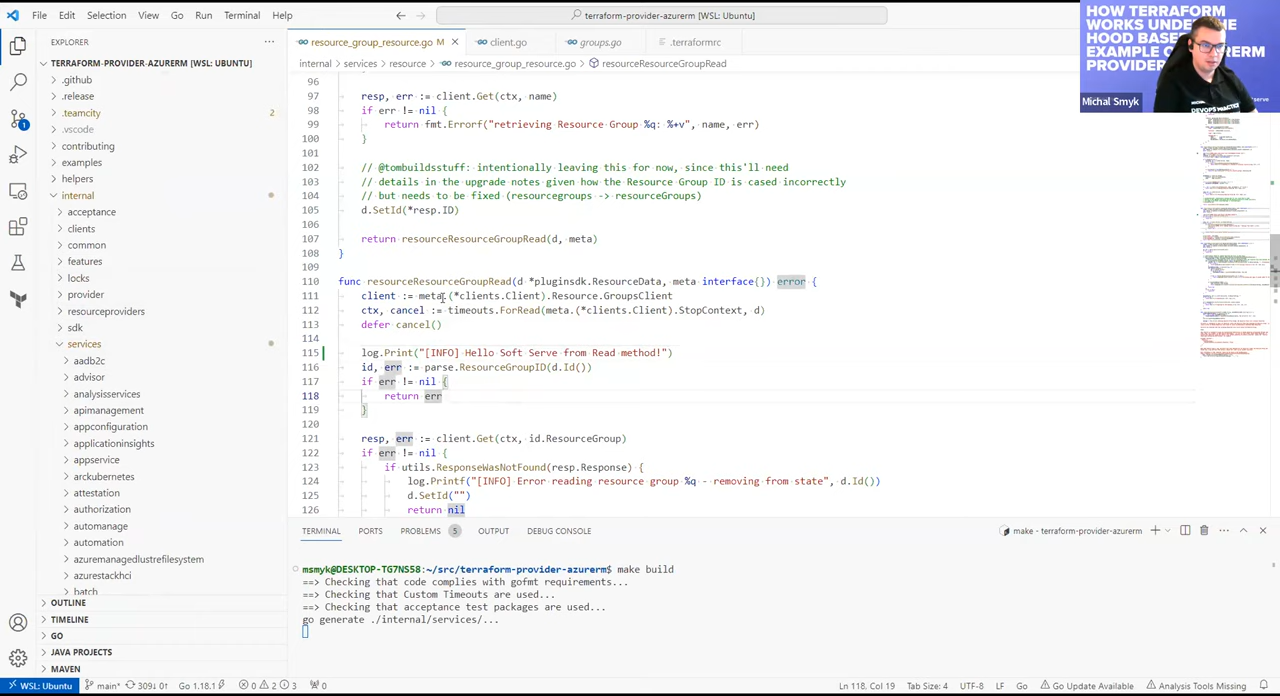 File Edit Selection View Go Run Terminal Help
terraform-provider-azurerm [WSL: Ubuntu]
HOW TERRAFORM
WORKS UNDER THE
HOOD BASE
EXAMPLE
PROVIDE
Michal Smyk
EXPLORER
resource_group_resource.go M
client.go
groups.go
.terraformrc
TERRAFORM-PROVIDER-AZURERM [WSL: UBUNTU]
internal > services > resource > resource_group_resource.go > resourceResourceGroupRead
.github
.release
.teamcity 2
.vscode
contributing
examples
helpers
internal
acceptance
clients
common
features
locks
provider
resourceproviders
sdk
services
aadb2c
advisor
analysisservices
apimanagement
appconfiguration
applicationinsights
appservice
arckubernetes
attestation
authorization
automanage
automation
azuremanagedlustrefilesystem
azurestackhci
batch
OUTLINE
TIMELINE
GO
JAVA PROJECTS
MAVEN
96
97 resp, err := client.Get(ctx, name)
98 if err != nil {
99 return fmt.Errorf("retrieving Resource Group %q: %+v", name, err)
100 }
101
102 // @tombuildsstuff: intentionally leaving this for now, since this'll need
103 // details in the upgrade notes given how the Resource Group ID is cased incorrectly
104 // but needs to be fixed (resourcegroups -> resourceGroups)
105 d.SetId(*resp.ID)
106
107 return resourceResourceGroupRead(d, meta)
108 }
109
110 func resourceResourceGroupRead(d *pluginsdk.ResourceData, meta interface{}) error {
111 client := meta.(*clients.Client).Resource.GroupsClient
112 ctx, cancel := timeouts.ForRead(meta.(*clients.Client).StopContext, d)
113 defer cancel()
114
115 log.Print("[INFO] Hello Soft Serve from Read method!")
116 id, err := parse.ResourceGroupID(d.Id())
117 if err != nil {
118 return err
119 }
120
121 resp, err := client.Get(ctx, id.ResourceGroup)
122 if err != nil {
123 if utils.ResponseWasNotFound(resp.Response) {
124 log.Printf("[INFO] Error reading resource group %q - removing from state", d.Id())
125 d.SetId("")
126 return nil
TERMINAL PORTS PROBLEMS 5 OUTPUT DEBUG CONSOLE
make - terraform-provider-azurerm
msmyk@DESKTOP-TG7NS58:~/src/terraform-provider-azurerm$ make build
==> Checking that code complies with gofmt requirements...
==> Checking that Custom Timeouts are used...
==> Checking that acceptance test packages are used...
go generate ./internal/services/...
WSL: Ubuntu main* 309↓ 0↑ Go 1.18.1 0 2 3 0
Ln 118, Col 19 Tab Size: 4 UTF-8 LF Go Go Update Available Analysis Tools Missing